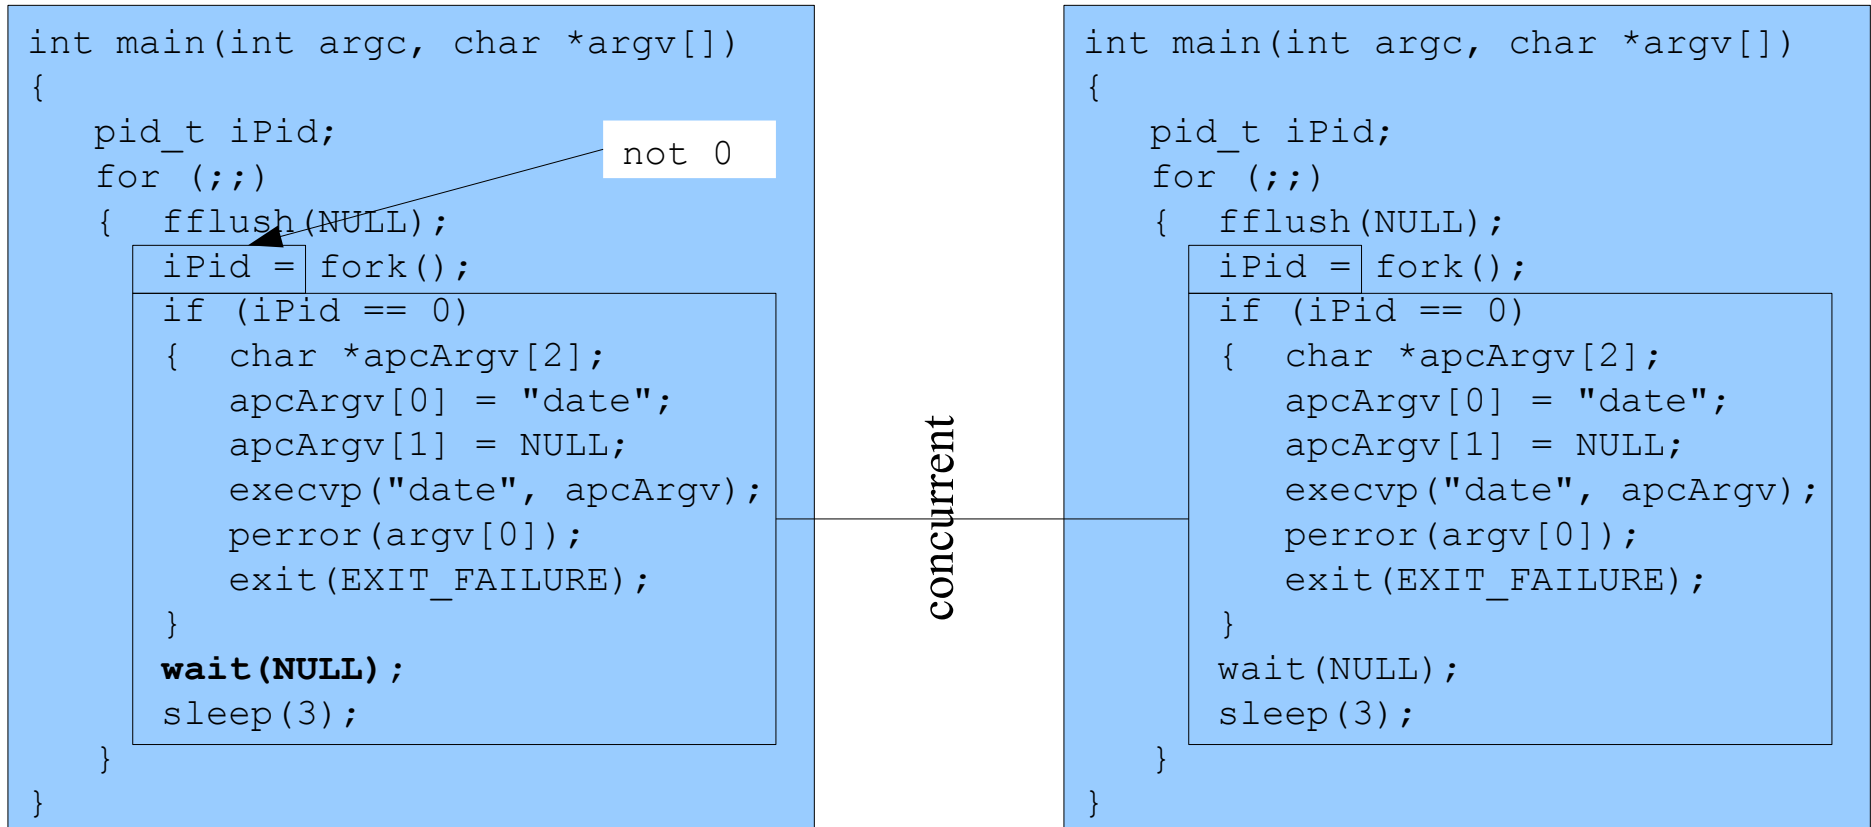 int main(int argc, char *argv[])
{
pid_t iPid;
for (;;)
{ fflush(NULL);
iPid = fork();
if (iPid == 0)
{ char *apcArgv[2];
apcArgv[0] = "date";
apcArgv[1] = NULL;
execvp("date", apcArgv);
perror(argv[0]);
exit(EXIT_FAILURE);
}
wait(NULL);
sleep(3);
}
}
not 0
concurrent
int main(int argc, char *argv[])
{
pid_t iPid;
for (;;)
{ fflush(NULL);
iPid = fork();
if (iPid == 0)
{ char *apcArgv[2];
apcArgv[0] = "date";
apcArgv[1] = NULL;
execvp("date", apcArgv);
perror(argv[0]);
exit(EXIT_FAILURE);
}
wait(NULL);
sleep(3);
}
}